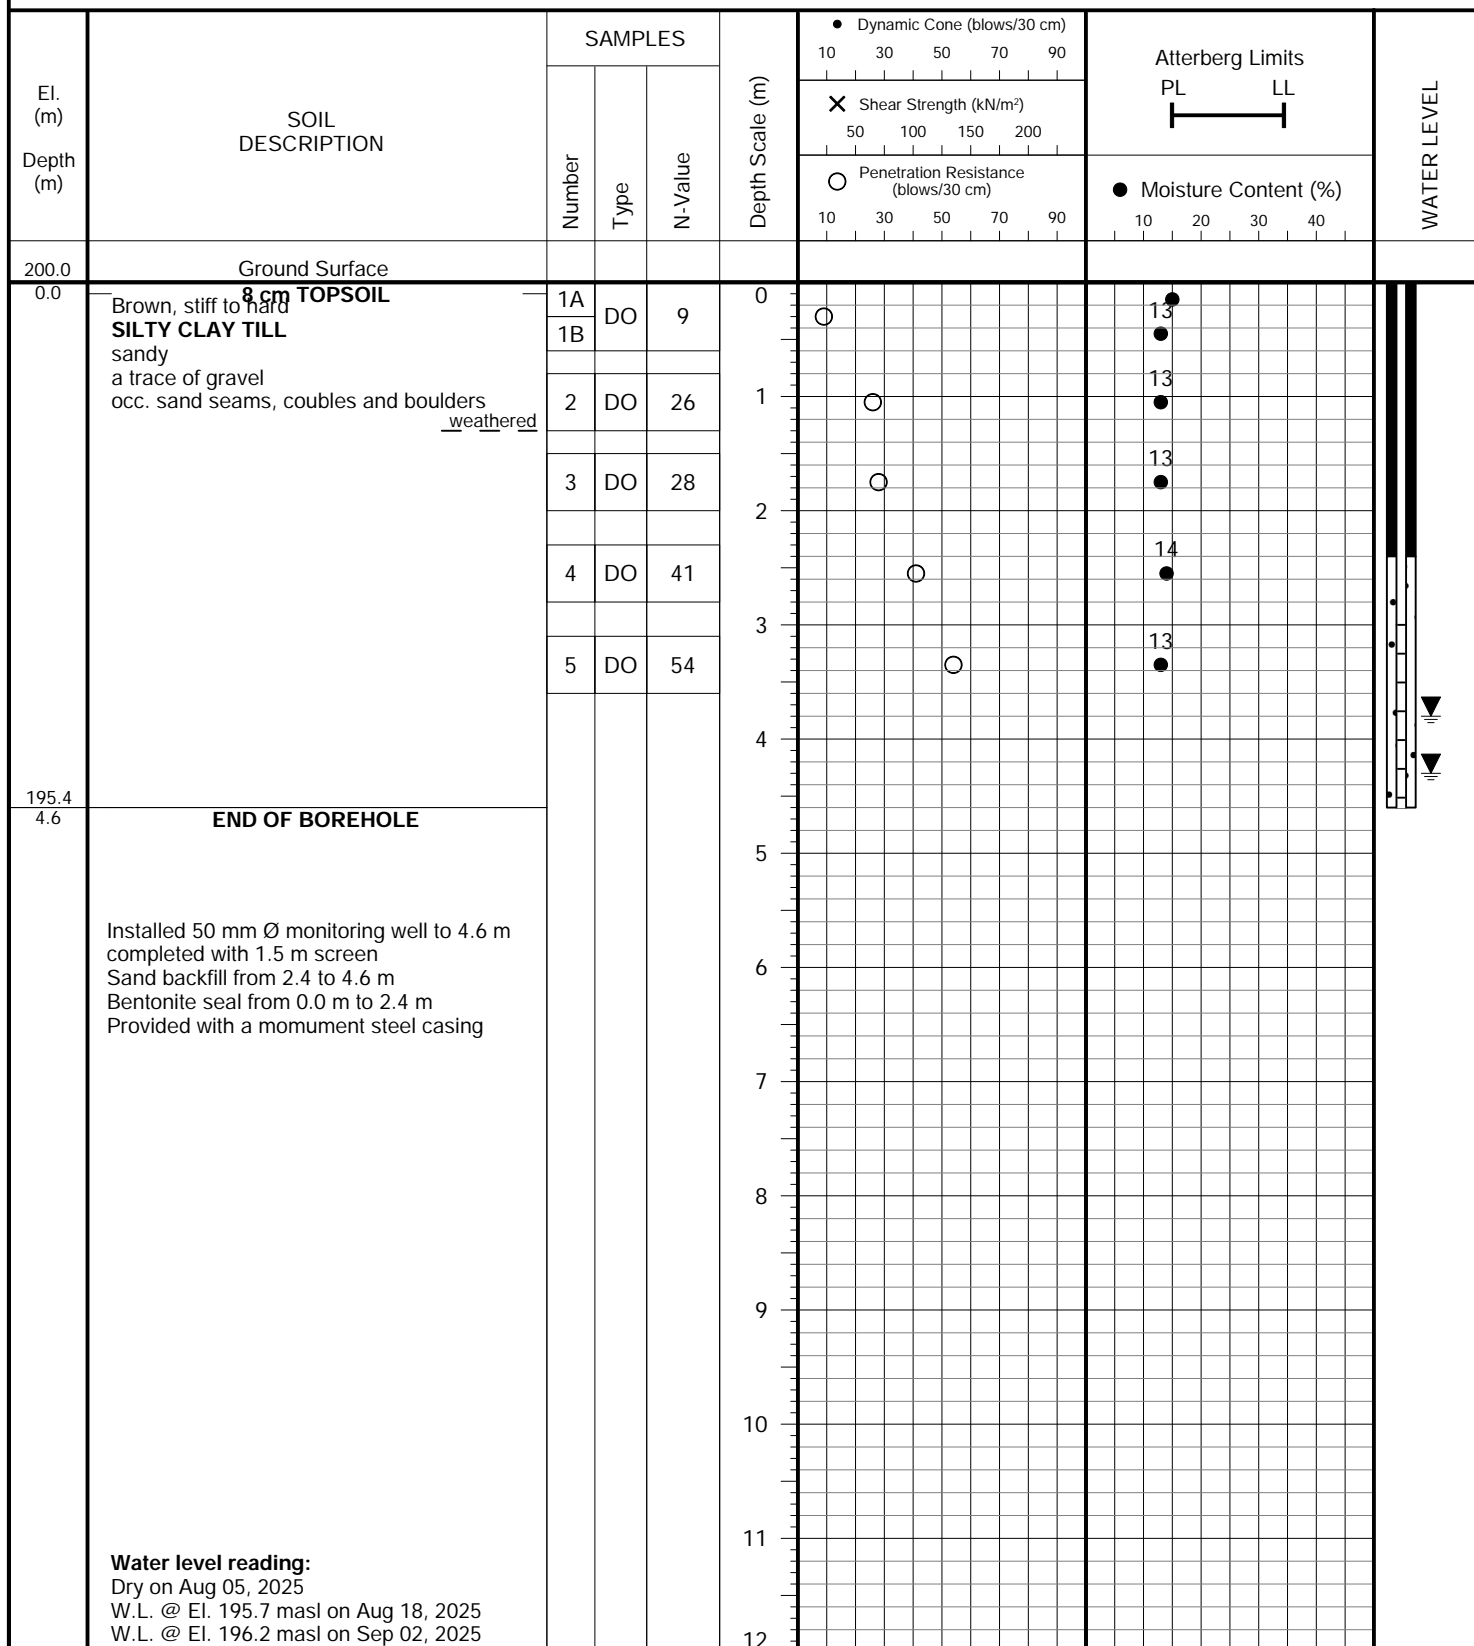 El.
(m)
Depth
(m)
SOIL
DESCRIPTION
SAMPLES
Number
Type
N-Value
Depth Scale (m)
Dynamic Cone (blows/30 cm)
10 30 50 70 90
Shear Strength (kN/m²)
50 100 150 200
Penetration Resistance
(blows/30 cm)
10 30 50 70 90
Atterberg Limits
PL LL
Moisture Content (%)
10 20 30 40
WATER LEVEL
200.0
Ground Surface
0.0
8 cm TOPSOIL
Brown, stiff to hard
SILTY CLAY TILL
sandy
a trace of gravel
occ. sand seams, coubles and boulders
weathered
1A
1B
DO 9
2 DO 26
3 DO 28
4 DO 41
5 DO 54
0
1
2
3
4
5
6
7
8
9
10
11
12
13
13
13
14
13
195.4
4.6
END OF BOREHOLE
Installed 50 mm Ø monitoring well to 4.6 m
completed with 1.5 m screen
Sand backfill from 2.4 to 4.6 m
Bentonite seal from 0.0 m to 2.4 m
Provided with a momument steel casing
Water level reading:
Dry on Aug 05, 2025
W.L. @ El. 195.7 masl on Aug 18, 2025
W.L. @ El. 196.2 masl on Sep 02, 2025